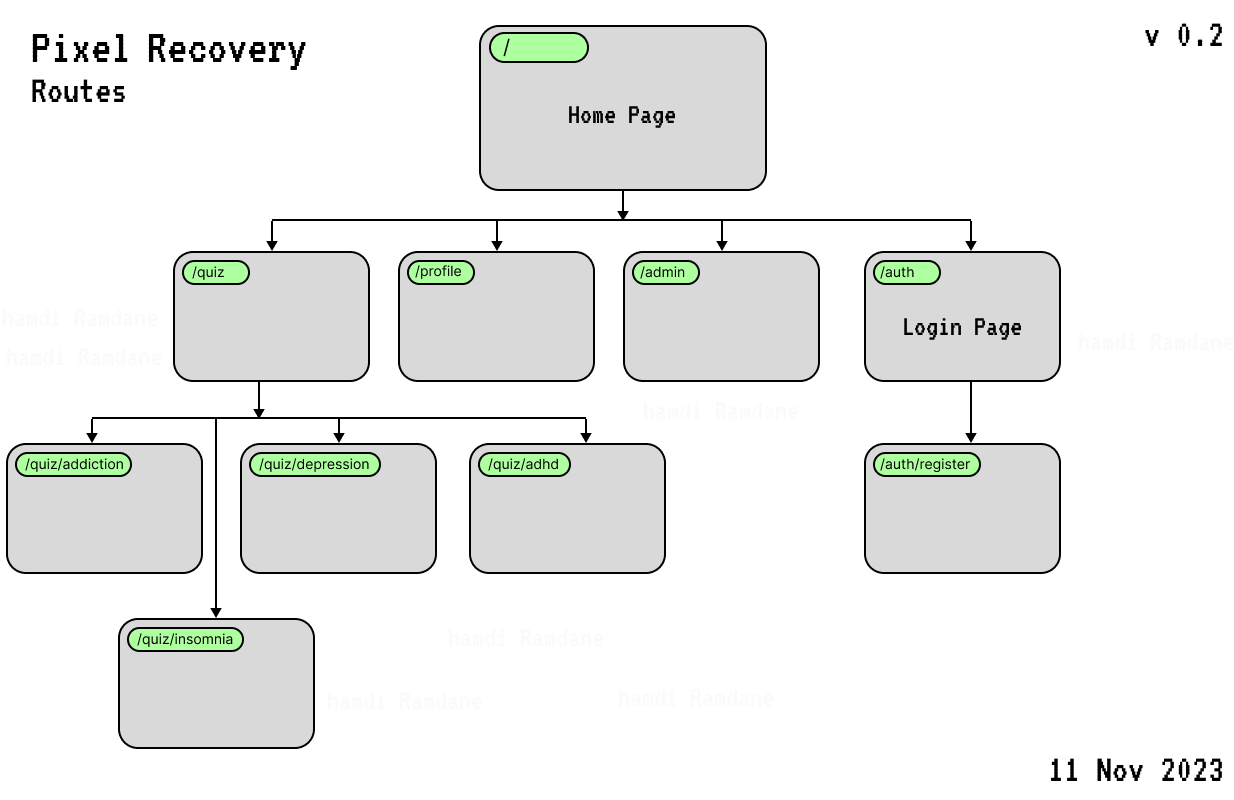 Pixel Recovery
Routes
v 0.2
/
Home Page
/quiz
/profile
/admin
/auth
Login Page
hamdi Ramdane
hamdi Ramdane
hamdi Ramdane
hamdi Ramdane
/quiz/addiction
/quiz/depression
/quiz/adhd
/auth/register
/quiz/insomnia
hamdi Ramdane
hamdi Ramdane
hamdi Ramdane
11 Nov 2023